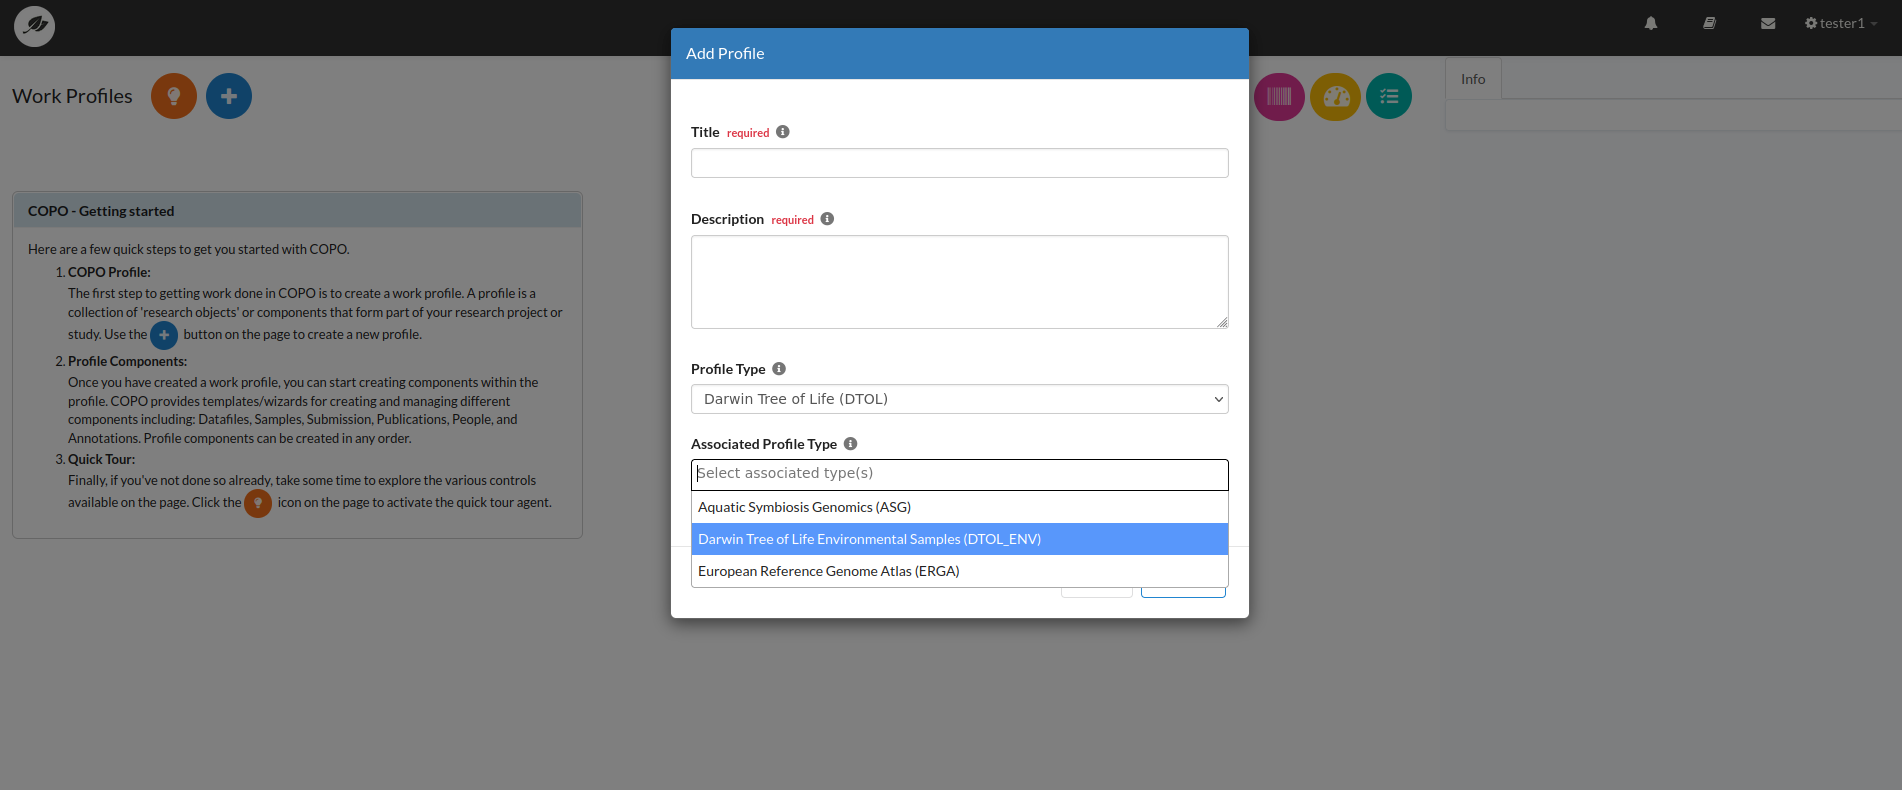 tester1
Work Profiles
Info
COPO - Getting started
Here are a few quick steps to get you started with COPO.
1. COPO Profile:
The first step to getting work done in COPO is to create a work profile. A profile is a
collection of 'research objects' or components that form part of your research project or
study. Use the button on the page to create a new profile.
2. Profile Components:
Once you have created a work profile, you can start creating components within the
profile. COPO provides templates/wizards for creating and managing different
components including: Datafiles, Samples, Submission, Publications, People, and
Annotations. Profile components can be created in any order.
3. Quick Tour:
Finally, if you've not done so already, take some time to explore the various controls
available on the page. Click the icon on the page to activate the quick tour agent.
Add Profile
Title required
Description required
Profile Type
Darwin Tree of Life (DTOL)
Associated Profile Type
Select associated type(s)
Aquatic Symbiosis Genomics (ASG)
Darwin Tree of Life Environmental Samples (DTOL_ENV)
European Reference Genome Atlas (ERGA)